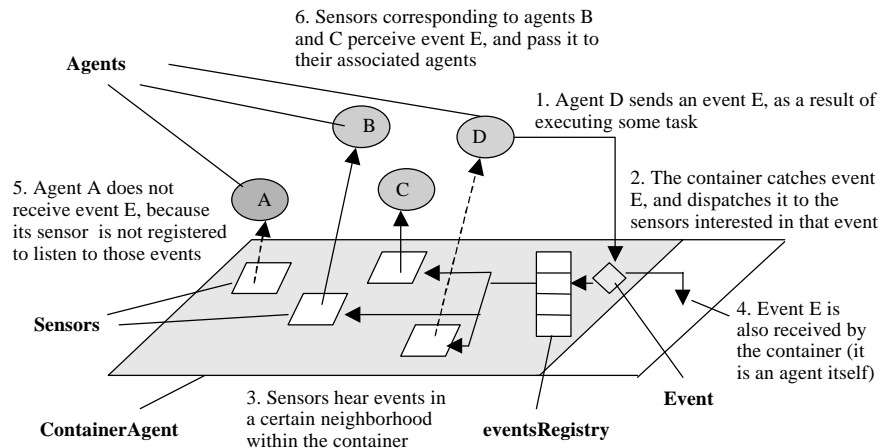 6. Sensors corresponding to agents B
and C perceive event E, and pass it to
their associated agents
Agents
1. Agent D sends an event E, as a result of
executing some task
B
D
5. Agent A does not
receive event E, because
its sensor is not registered
to listen to those events
A
C
2. The container catches event
E, and dispatches it to the
sensors interested in that event
Sensors
4. Event E is
also received by
the container (it
is an agent itself)
ContainerAgent
3. Sensors hear events in
a certain neighborhood
within the container
eventsRegistry
Event